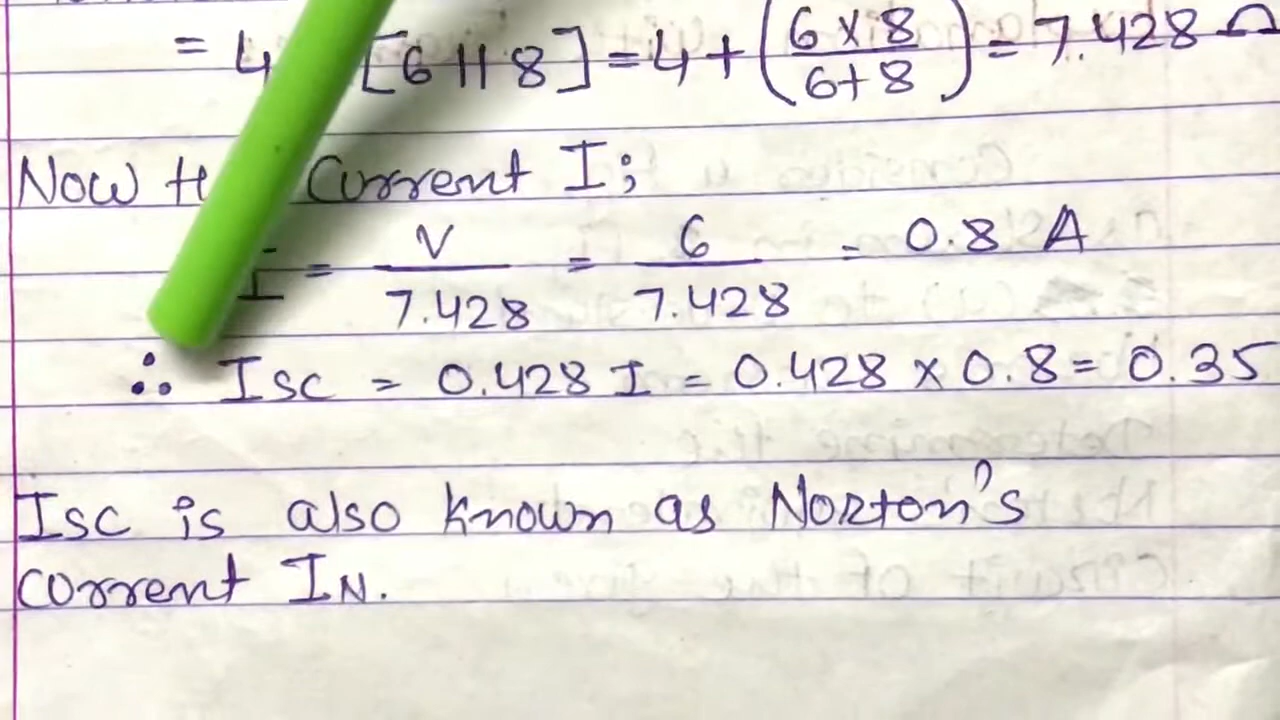 = 4 [6 || 8] = 4 + (6 × 8 / 6 + 8) = 7.428 Ω
Now Current I;
I = V / 7.428 = 6 / 7.428 = 0.8 A
∴ Isc = 0.428 I = 0.428 × 0.8 = 0.35
Isc is also known as Norton's
current IN.